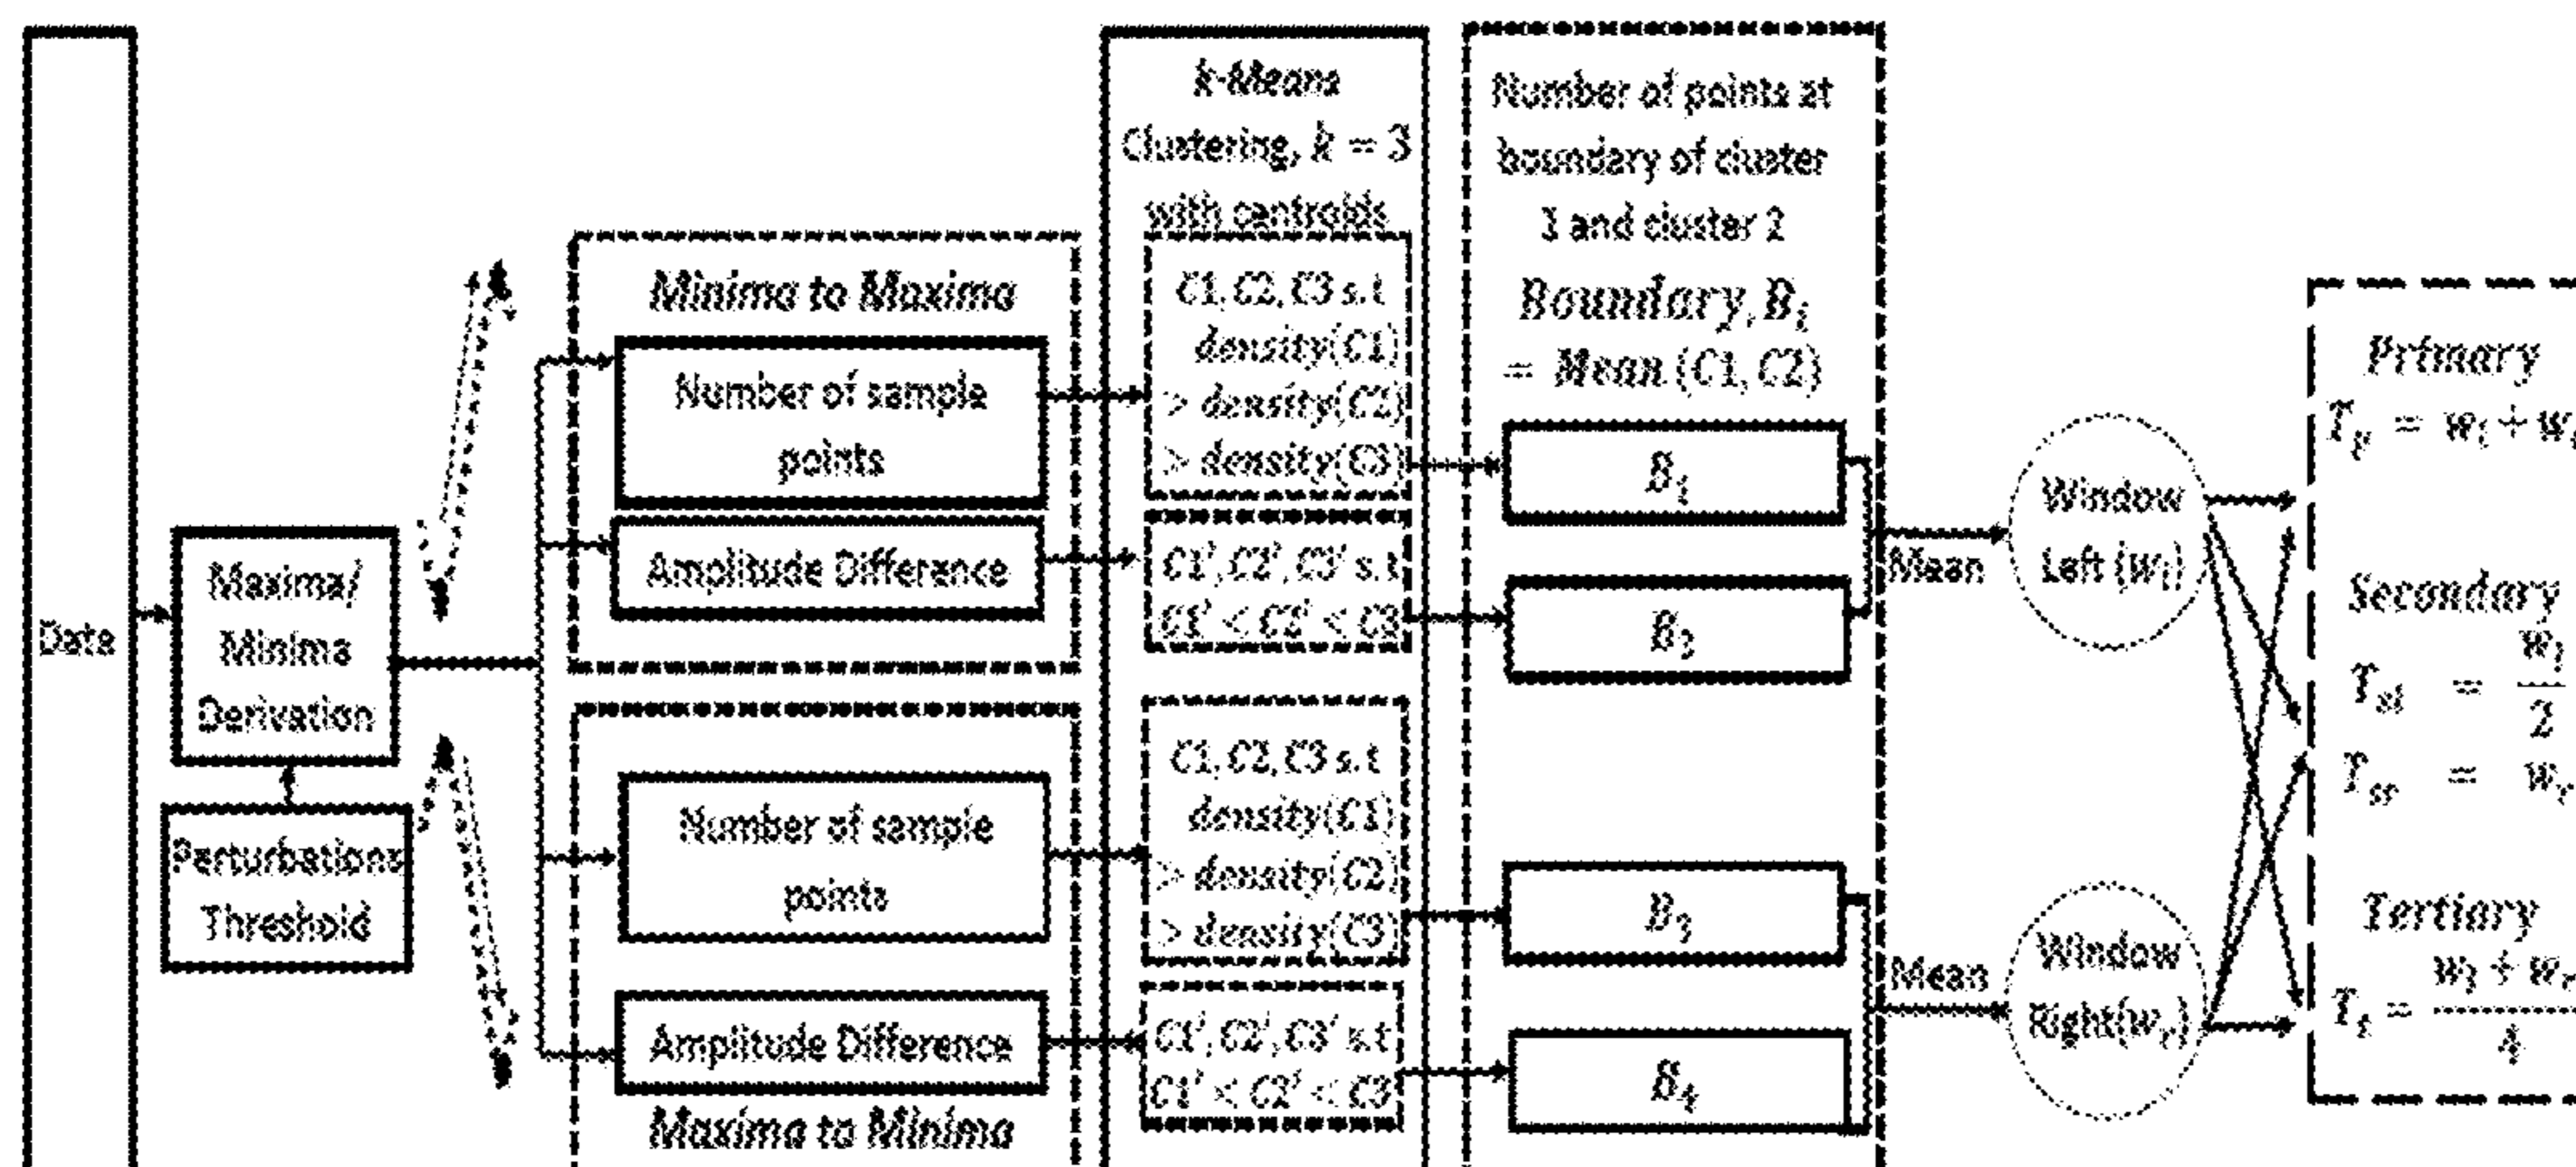 Data
Maxima/
Minima
Derivation
Perturbations
Threshold
Minima to Maxima
Number of sample
points
Amplitude Difference
Number of sample
points
Amplitude Difference
Maxima to Minima
k-Means
Clustering, k = 3
with centroids
C1, C2, C3 s.t
density(C1)
> density(C2)
> density(C3)
C1', C2', C3' s.t
C1' < C2' < C3
C1, C2, C3 s.t
density(C1)
> density(C2)
> density(C3)
C1', C2', C3' s.t
C1' < C2' < C3'
Number of points at
boundary of cluster
1 and cluster 2
Boundary, B_i
= Mean (C1, C2)
B_1
B_2
B_3
B_4
Mean
Mean
Window
Left (w_l)
Window
Right(w_r)
Primary
T_p = w_l + w
Secondary
T_sl = w_l / 2
T_sr = w_r
Tertiary
T_t = w_l + w_r / 4